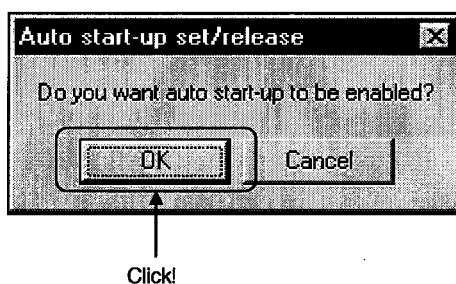 Auto start-up set/release
Do you want auto start-up to be enabled?
OK Cancel
Click!